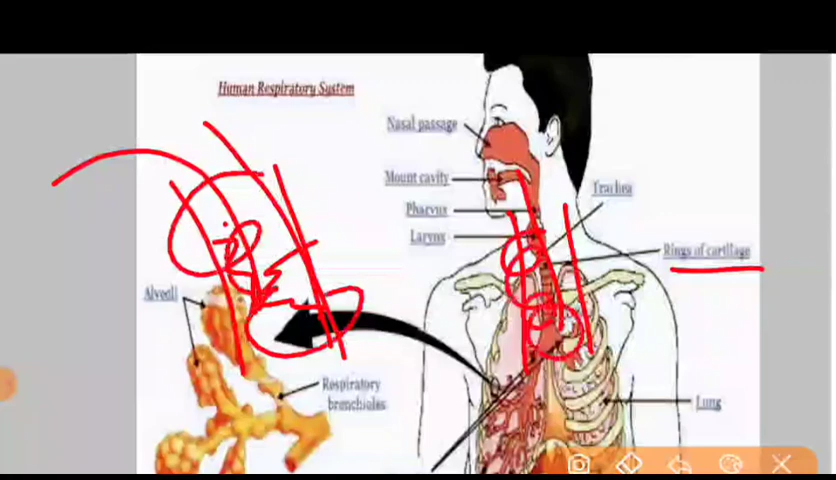 Human Respiratory System
Nasal passage
Mount cavity
Trachea
Pharynx
Larynx
Rings of cartilage
Alveoli
Respiratory
bronchioles
Lung